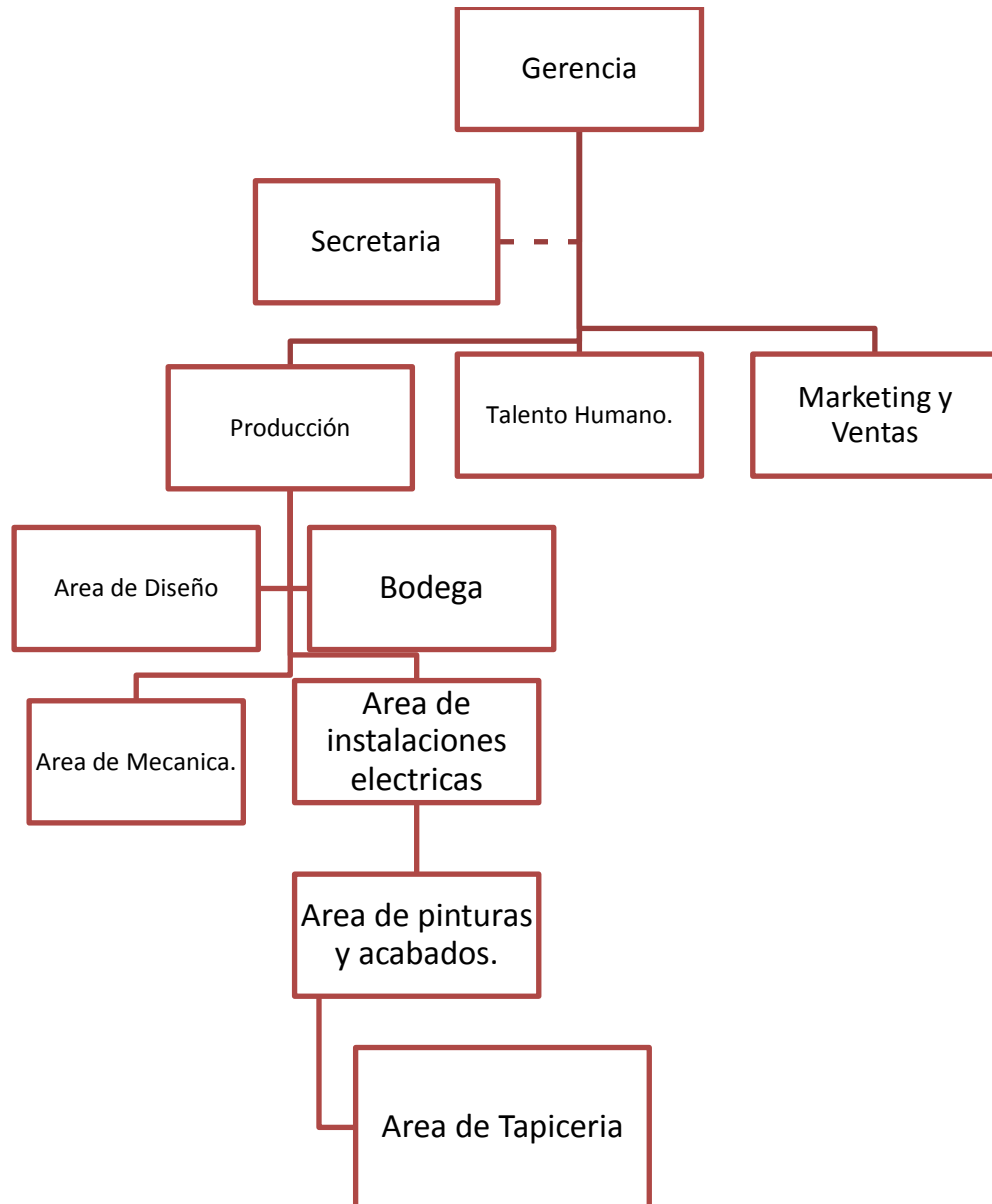 Gerencia
Secretaria
Producción
Talento Humano.
Marketing y
Ventas
Area de Diseño
Bodega
Area de Mecanica.
Area de
instalaciones
electricas
Area de pinturas
y acabados.
Area de Tapiceria